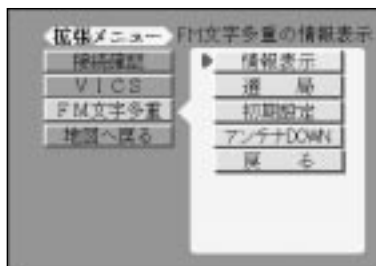 拡張メニュー
FM文字多重の情報表示
接続確認
VICS
FM文字多重
地図へ戻る
情報表示
選 局
初期設定
アンテナDOWN
戻 る